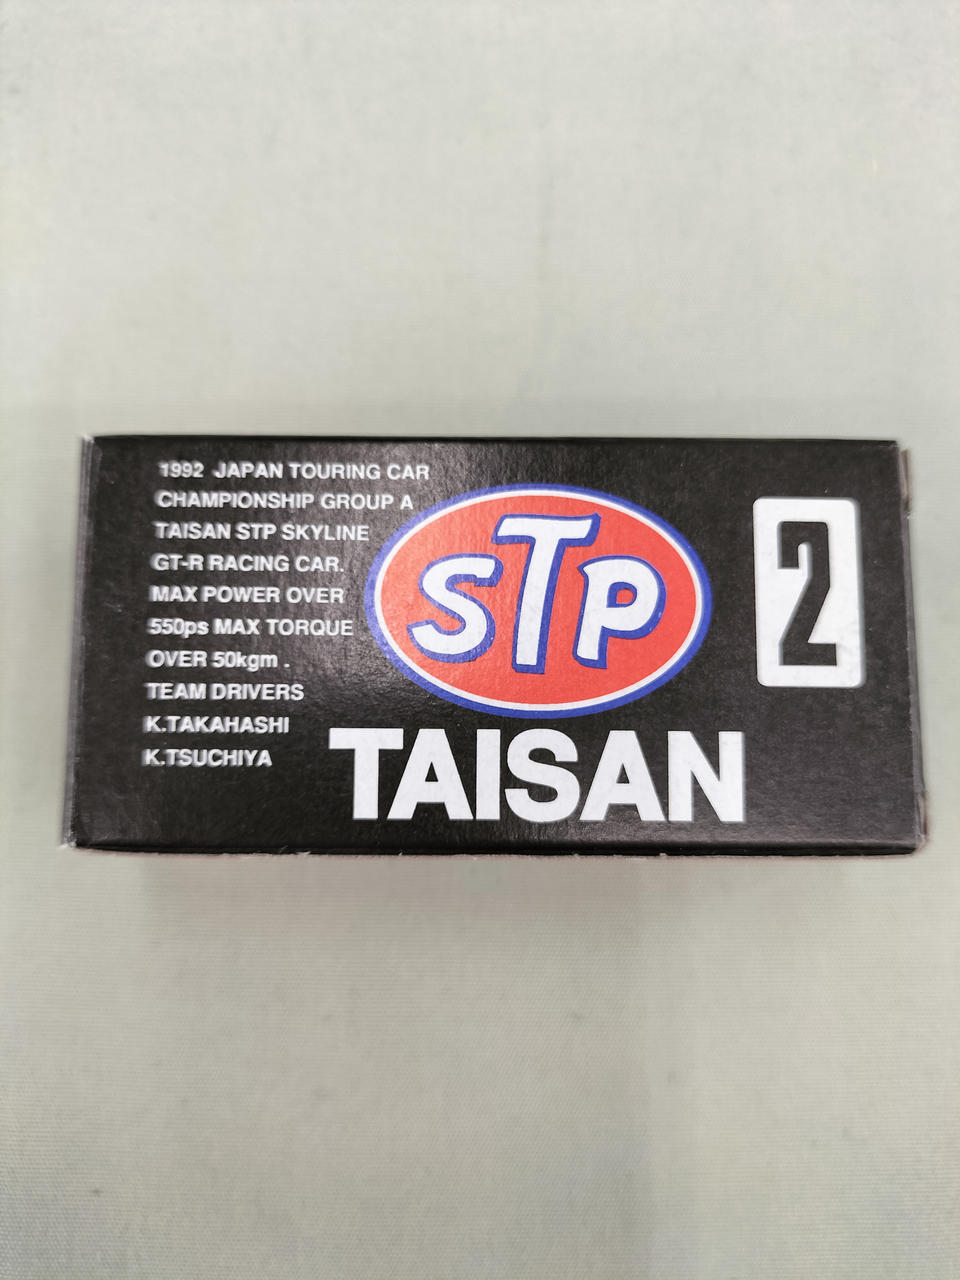 1992 JAPAN TOURING CAR
CHAMPIONSHIP GROUP A
TAISAN STP SKYLINE
GT-R RACING CAR.
MAX POWER OVER
550ps MAX TORQUE
OVER 50kgm .
TEAM DRIVERS
K.TAKAHASHI
K.TSUCHIYA
STP
TAISAN
2